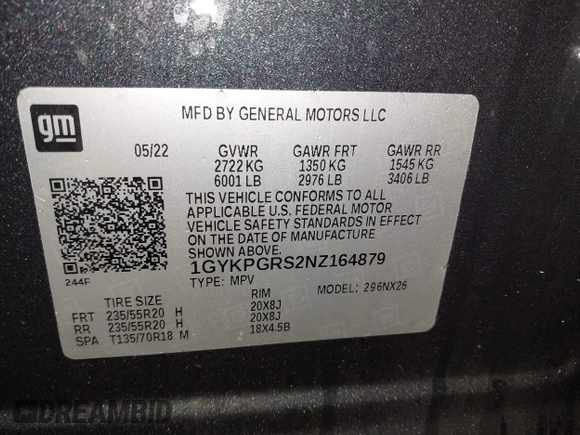 gm
MFD BY GENERAL MOTORS LLC
05/22 GVWR GAWR FRT GAWR RR
2722 KG 1350 KG 1545 KG
6001 LB 2976 LB 3406 LB
THIS VEHICLE CONFORMS TO ALL
APPLICABLE U.S. FEDERAL MOTOR
VEHICLE SAFETY STANDARDS IN EFFECT
ON THE DATE OF MANUFACTURE
SHOWN ABOVE.
1GYKPGRS2NZ164879
244F TYPE: MPV
MODEL: 296NX26
TIRE SIZE RIM
FRT 235/55R20 H 20X8J
RR 235/55R20 H 20X8J
SPA T135/70R18 M 18X4.5B
DREAMBID